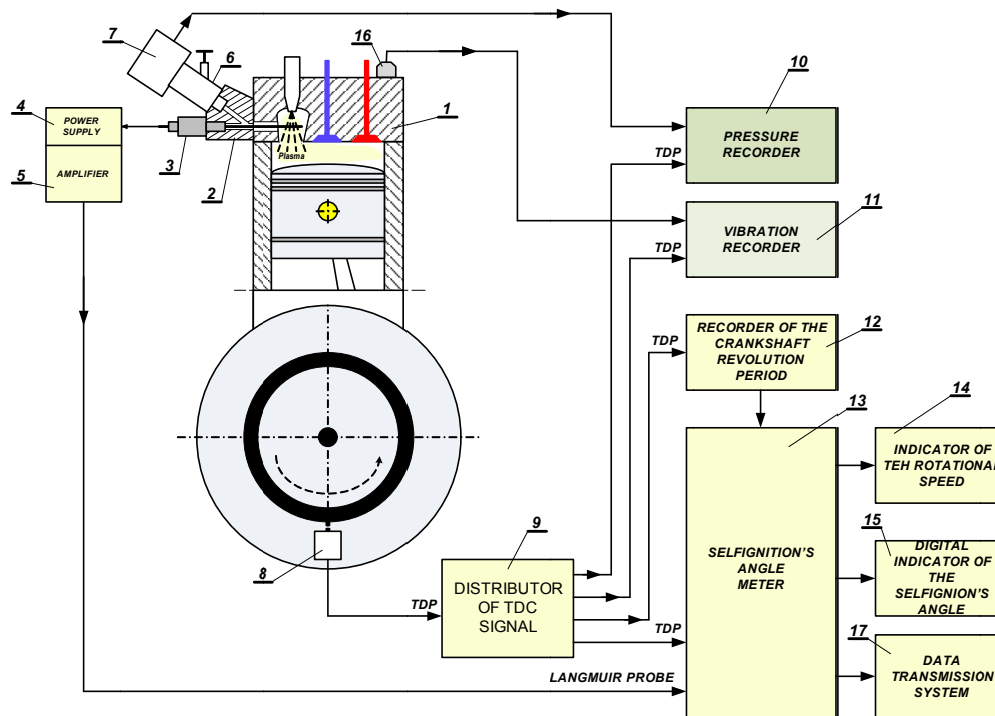 7
6
16
10
4
POWER
SUPPLY
1
PRESSURE
RECORDER
TDP
3
Plasma
5
AMPLIFIER
2
11
VIBRATION
RECORDER
TDP
12
RECORDER OF THE
CRANKSHAFT
REVOLUTION
PERIOD
TDP
13
14
INDICATOR OF
TEH ROTATIONAL
SPEED
15
DIGITAL
INDICATOR OF
THE
SELFIGNION'S
ANGLE
SELFIGNITION'S
ANGLE
METER
8
9
DISTRIBUTOR
OF TDC
SIGNAL
TDP
TDP
17
DATA
TRANSMISSION
SYSTEM
LANGMUIR PROBE